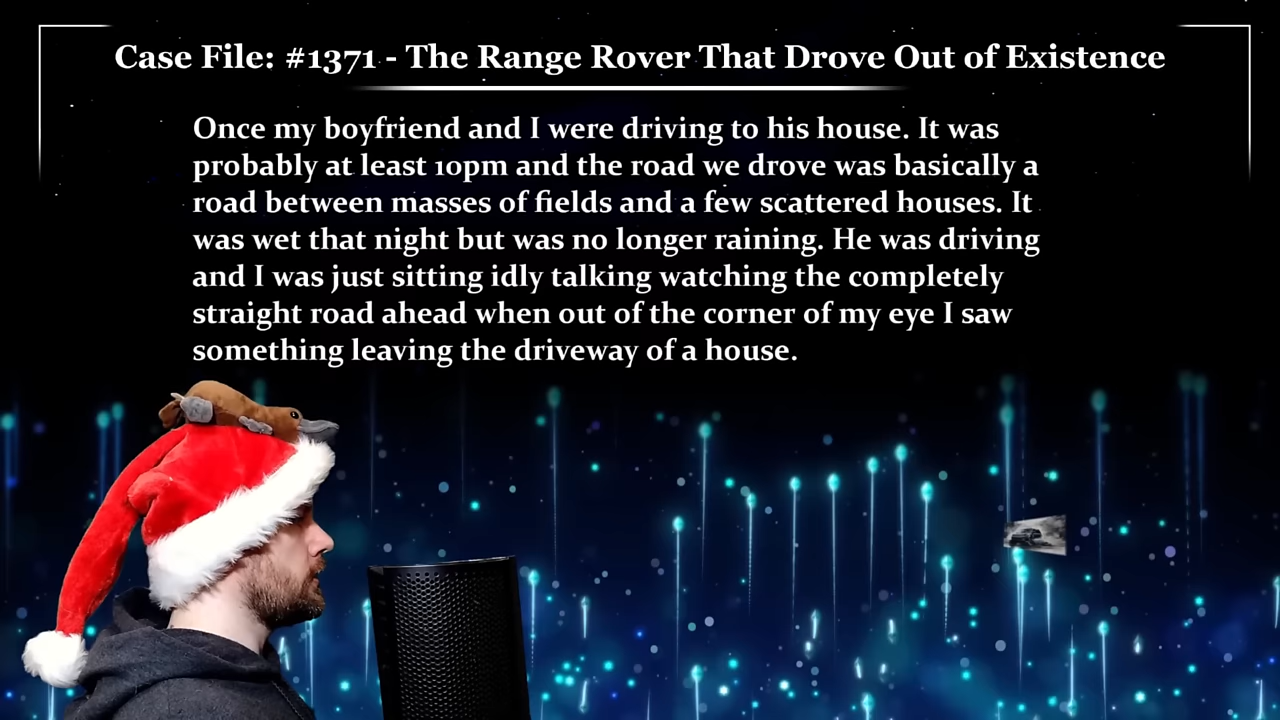 Case File: #1371 - The Range Rover That Drove Out of Existence
Once my boyfriend and I were driving to his house. It was
probably at least 10pm and the road we drove was basically a
road between masses of fields and a few scattered houses. It
was wet that night but was no longer raining. He was driving
and I was just sitting idly talking watching the completely
straight road ahead when out of the corner of my eye I saw
something leaving the driveway of a house.